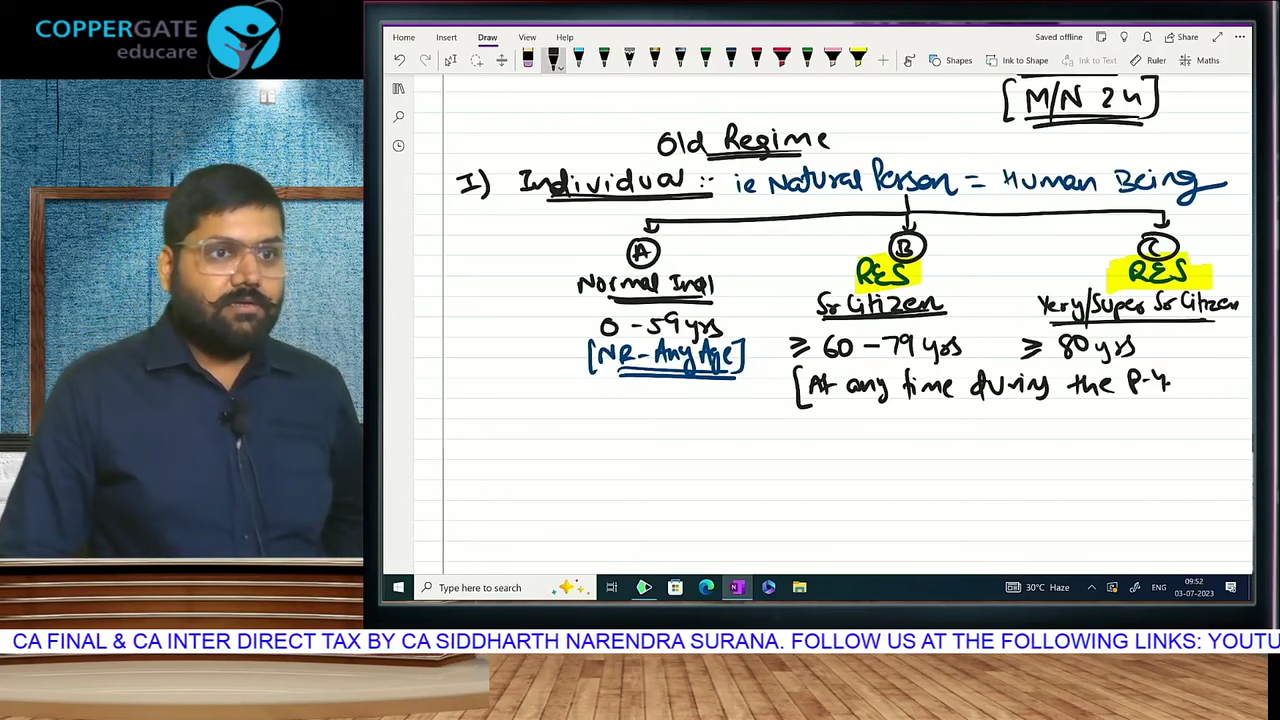 COPPERGATE
educare
Home Insert Draw View Help
Saved offline
Share
Shapes
Ink to Shape
Ink to Text
Ruler
Maths
[M/N 24]
Old Regime
I) Individual :- ie Natural Person = Human Being
A
B
C
RES
RES
Normal Indl
Sr Citizen
Very/Super Sr Citizen
0 - 59 yrs
≥ 60 - 79 yrs
≥ 80 yrs
[NR - Any Age]
[At any time during the P.Y.
Type here to search
30°C Haze
ENG
09:52
03-07-2023
CA FINAL & CA INTER DIRECT TAX BY CA SIDDHARTH NARENDRA SURANA. FOLLOW US AT THE FOLLOWING LINKS: YOUTU